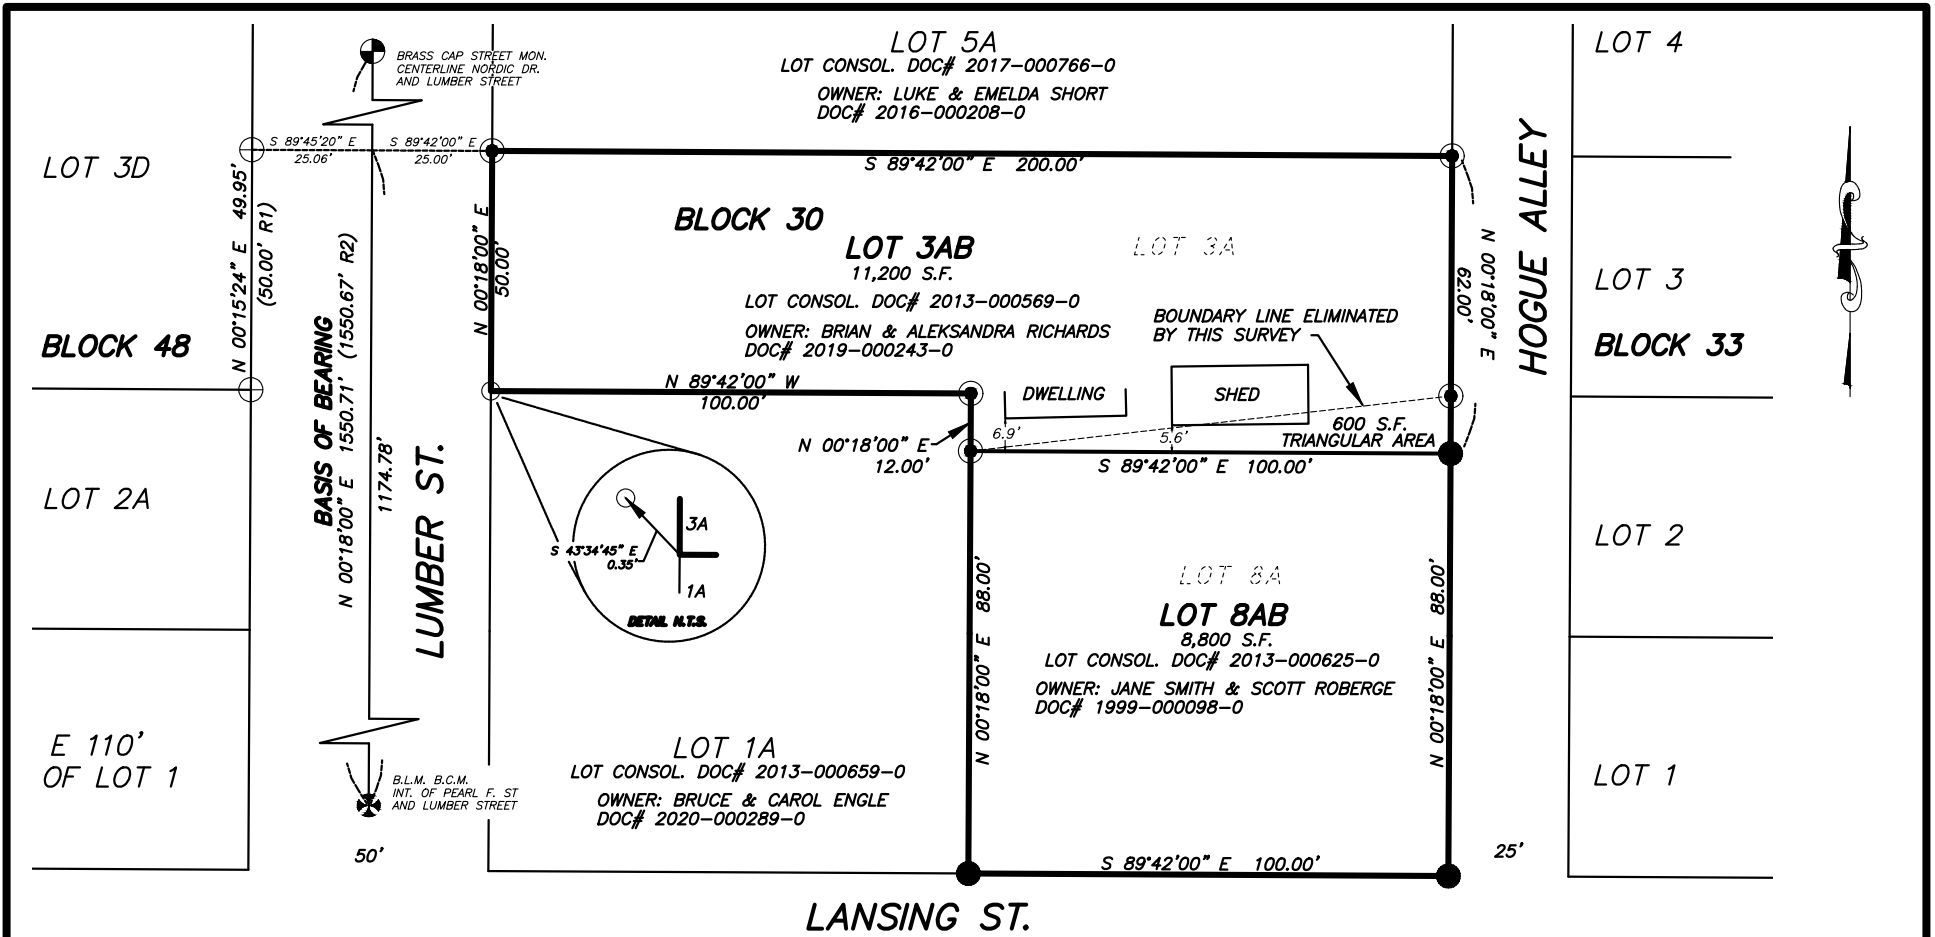 LOT 5A
LOT CONSOL. DOC# 2017-000766-0
OWNER: LUKE & EMELDA SHORT
DOC# 2016-000208-0
LOT 4
BRASS CAP STREET MON.
CENTERLINE NORDIC DR.
AND LUMBER STREET
S 89°45'20" E
25.06'
S 89°42'00" E
25.00'
S 89°42'00" E 200.00'
LOT 3D
N 00°15'24" E 49.95'
(50.00' R1)
BLOCK 48
BASIS OF BEARING
N 00°18'00" E 1550.71' (1550.67' R2)
1174.78'
LUMBER ST.
N 00°18'00" E
50.00'
BLOCK 30
LOT 3AB
11,200 S.F.
LOT 3A
LOT CONSOL. DOC# 2013-000569-0
OWNER: BRIAN & ALEKSANDRA RICHARDS
DOC# 2019-000243-0
BOUNDARY LINE ELIMINATED
BY THIS SURVEY
N 00°18'00" E
62.00'
HOGUE ALLEY
LOT 3
BLOCK 33
N 89°42'00" W
100.00'
DWELLING
SHED
600 S.F.
TRIANGULAR AREA
6.9'
5.6'
N 00°18'00" E
12.00'
S 89°42'00" E 100.00'
LOT 2A
3A
S 43°34'45" E
0.35'
1A
DETAIL N.T.S.
LOT 2
N 00°18'00" E 88.00'
LOT 8A
LOT 8AB
8,800 S.F.
LOT CONSOL. DOC# 2013-000625-0
OWNER: JANE SMITH & SCOTT ROBERGE
DOC# 1999-000098-0
N 00°18'00" E 88.00'
E 110'
OF LOT 1
LOT 1A
LOT CONSOL. DOC# 2013-000659-0
OWNER: BRUCE & CAROL ENGLE
DOC# 2020-000289-0
LOT 1
B.L.M. B.C.M.
INT. OF PEARL F. ST
AND LUMBER STREET
50'
S 89°42'00" E 100.00'
25'
LANSING ST.